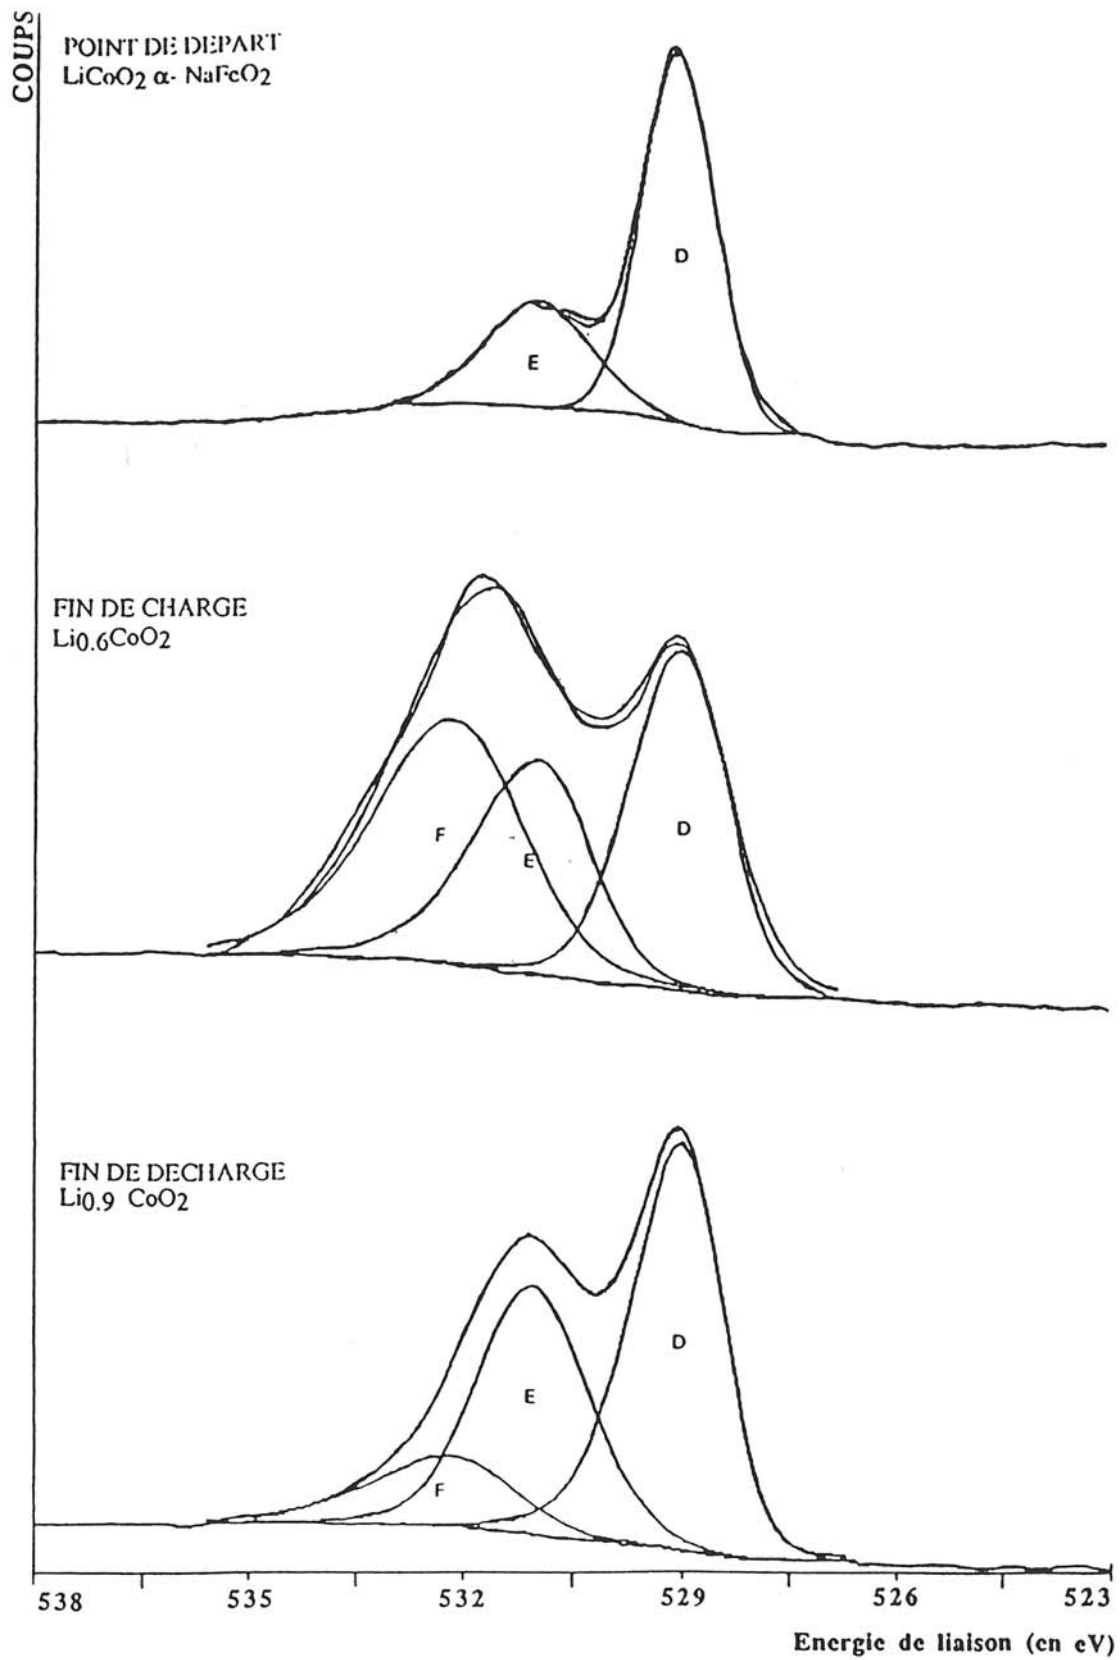 COUPS
POINT DE DEPART
LiCoO2 α- NaFeO2
D
E
FIN DE CHARGE
Li0.6CoO2
F
E
D
FIN DE DECHARGE
Li0.9 CoO2
D
E
F
538 535 532 529 526 523
Energie de liaison (en eV)